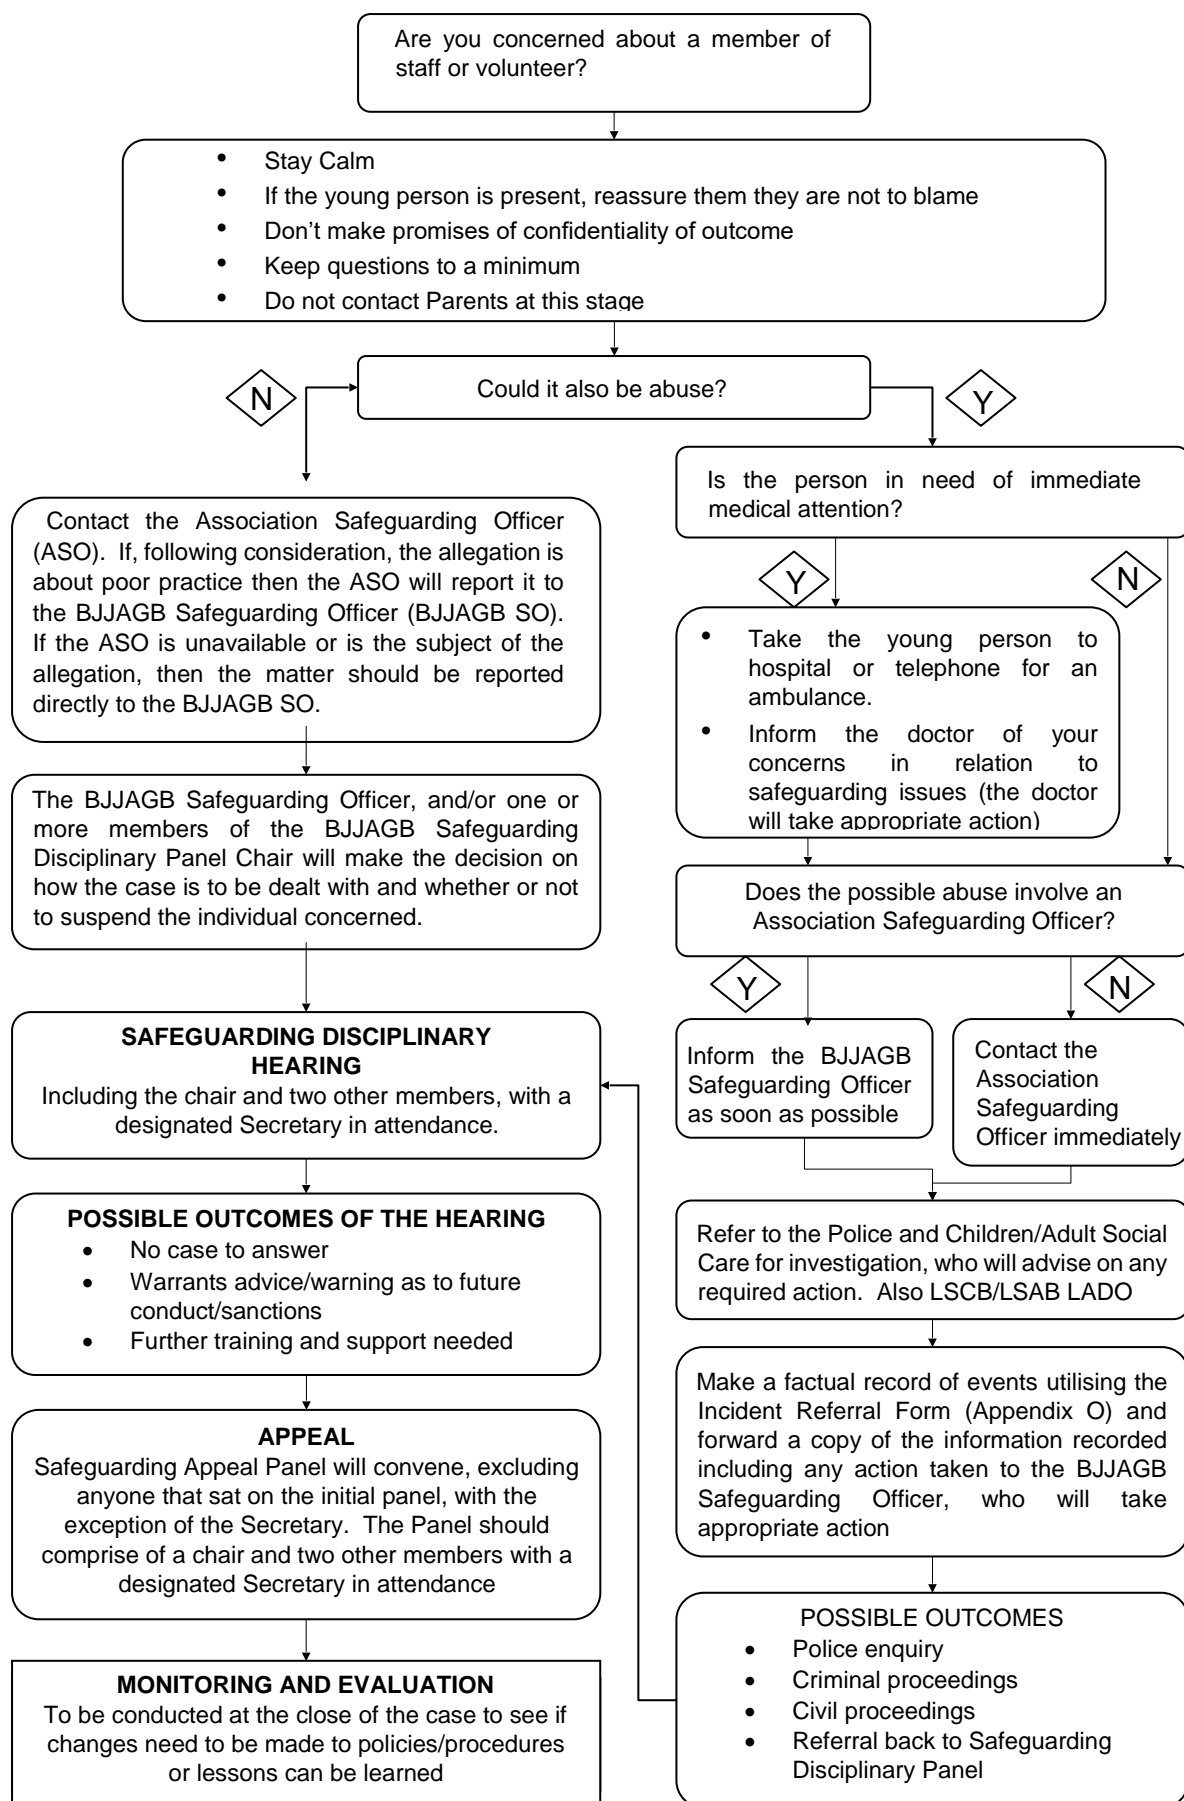 Are you concerned about a member of
staff or volunteer?
• Stay Calm
• If the young person is present, reassure them they are not to blame
• Don't make promises of confidentiality of outcome
• Keep questions to a minimum
• Do not contact Parents at this stage
N
Could it also be abuse?
Y
Is the person in need of immediate
medical attention?
Contact the Association Safeguarding Officer
(ASO). If, following consideration, the allegation is
about poor practice then the ASO will report it to
the BJJAGB Safeguarding Officer (BJJAGB SO).
If the ASO is unavailable or is the subject of the
allegation, then the matter should be reported
directly to the BJJAGB SO.
Y
N
• Take the young person to
hospital or telephone for an
ambulance.
• Inform the doctor of your
concerns in relation to
safeguarding issues (the doctor
will take appropriate action)
The BJJAGB Safeguarding Officer, and/or one or
more members of the BJJAGB Safeguarding
Disciplinary Panel Chair will make the decision on
how the case is to be dealt with and whether or not
to suspend the individual concerned.
Does the possible abuse involve an
Association Safeguarding Officer?
Y
N
SAFEGUARDING DISCIPLINARY
HEARING
Including the chair and two other members, with a
designated Secretary in attendance.
Inform the BJJAGB
Safeguarding Officer
as soon as possible
Contact the
Association
Safeguarding
Officer immediately
POSSIBLE OUTCOMES OF THE HEARING
• No case to answer
• Warrants advice/warning as to future
conduct/sanctions
• Further training and support needed
Refer to the Police and Children/Adult Social
Care for investigation, who will advise on any
required action. Also LSCB/LSAB LADO
APPEAL
Safeguarding Appeal Panel will convene, excluding
anyone that sat on the initial panel, with the
exception of the Secretary. The Panel should
comprise of a chair and two other members with a
designated Secretary in attendance
Make a factual record of events utilising the
Incident Referral Form (Appendix O) and
forward a copy of the information recorded
including any action taken to the BJJAGB
Safeguarding Officer, who will take
appropriate action
MONITORING AND EVALUATION
To be conducted at the close of the case to see if
changes need to be made to policies/procedures
or lessons can be learned
POSSIBLE OUTCOMES
• Police enquiry
• Criminal proceedings
• Civil proceedings
• Referral back to Safeguarding
Disciplinary Panel